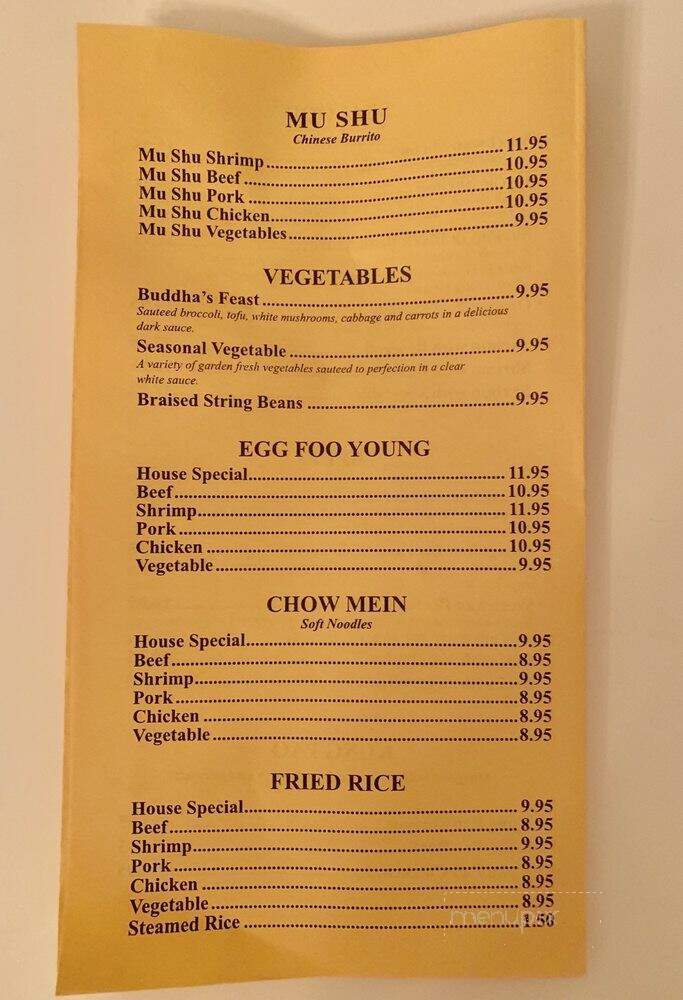 MU SHU
Chinese Burrito
Mu Shu Shrimp 11.95
Mu Shu Beef 10.95
Mu Shu Pork 10.95
Mu Shu Chicken 10.95
Mu Shu Vegetables 9.95
VEGETABLES
Buddha's Feast 9.95
Sauteed broccoli, tofu, white mushrooms, cabbage and carrots in a delicious
dark sauce.
Seasonal Vegetable 9.95
A variety of garden fresh vegetables sauteed to perfection in a clear
white sauce.
Braised String Beans 9.95
EGG FOO YOUNG
House Special 11.95
Beef 10.95
Shrimp 11.95
Pork 10.95
Chicken 10.95
Vegetable 9.95
CHOW MEIN
Soft Noodles
House Special 9.95
Beef 8.95
Shrimp 9.95
Pork 8.95
Chicken 8.95
Vegetable 8.95
FRIED RICE
House Special 9.95
Beef 8.95
Shrimp 9.95
Pork 8.95
Chicken 8.95
Vegetable 8.95
Steamed Rice 1.50
menupix